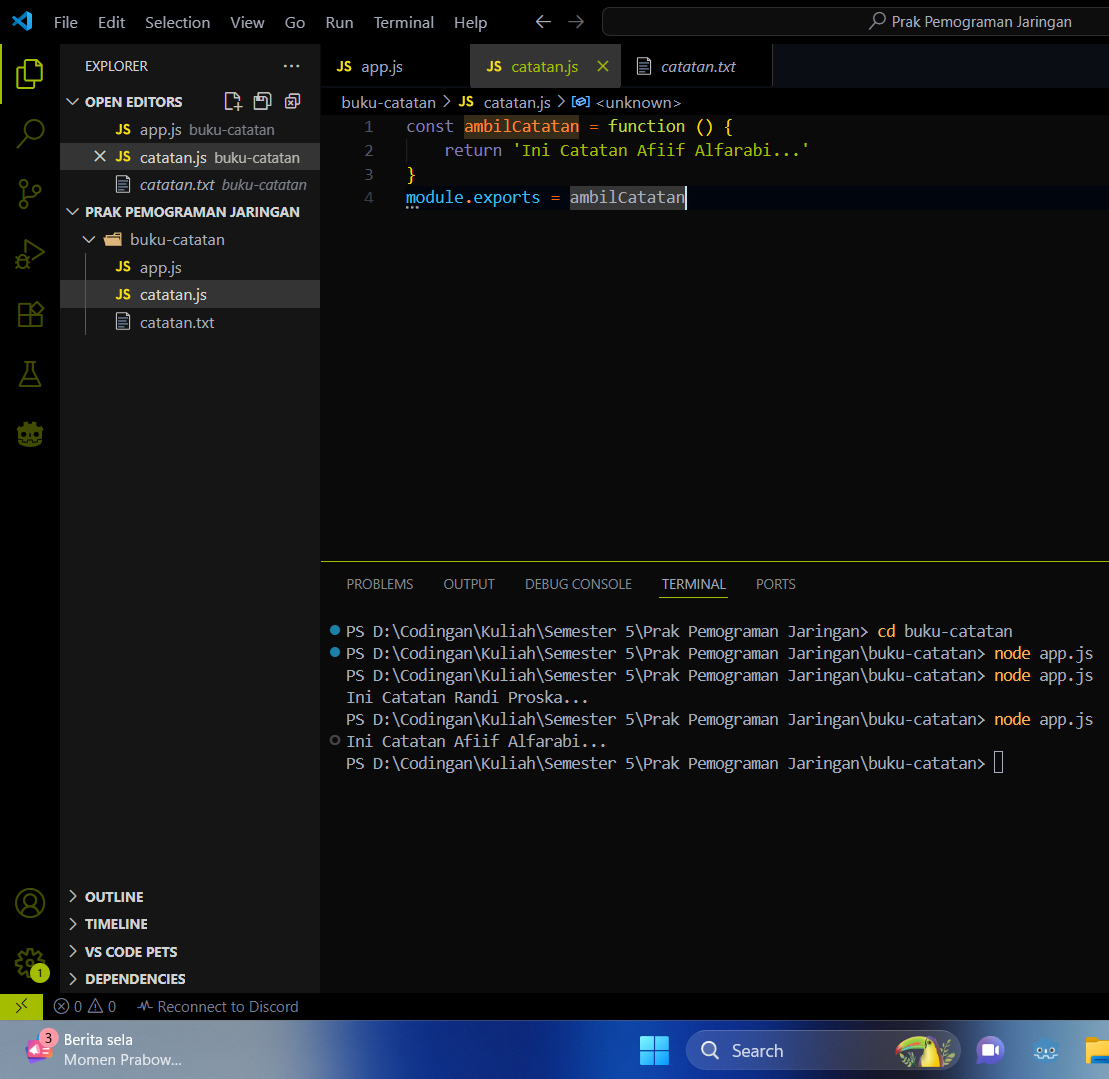 File Edit Selection View Go Run Terminal Help Prak Pemograman Jaringan
EXPLORER
OPEN EDITORS
JS app.js buku-catatan
JS catatan.js buku-catatan
catatan.txt buku-catatan
PRAK PEMOGRAMAN JARINGAN
buku-catatan
JS app.js
JS catatan.js
catatan.txt
OUTLINE
TIMELINE
VS CODE PETS
DEPENDENCIES
JS app.js JS catatan.js catatan.txt
buku-catatan > JS catatan.js > <unknown>
1 const ambilCatatan = function () {
2 return 'Ini Catatan Afiif Alfarabi...'
3 }
4 module.exports = ambilCatatan
PROBLEMS OUTPUT DEBUG CONSOLE TERMINAL PORTS
PS D:\Codingan\Kuliah\Semester 5\Prak Pemograman Jaringan> cd buku-catatan
PS D:\Codingan\Kuliah\Semester 5\Prak Pemograman Jaringan\buku-catatan> node app.js
PS D:\Codingan\Kuliah\Semester 5\Prak Pemograman Jaringan\buku-catatan> node app.js
Ini Catatan Randi Proska...
PS D:\Codingan\Kuliah\Semester 5\Prak Pemograman Jaringan\buku-catatan> node app.js
Ini Catatan Afiif Alfarabi...
PS D:\Codingan\Kuliah\Semester 5\Prak Pemograman Jaringan\buku-catatan>
1
0 0 Reconnect to Discord
3
Berita sela
Momen Prabow...
Search